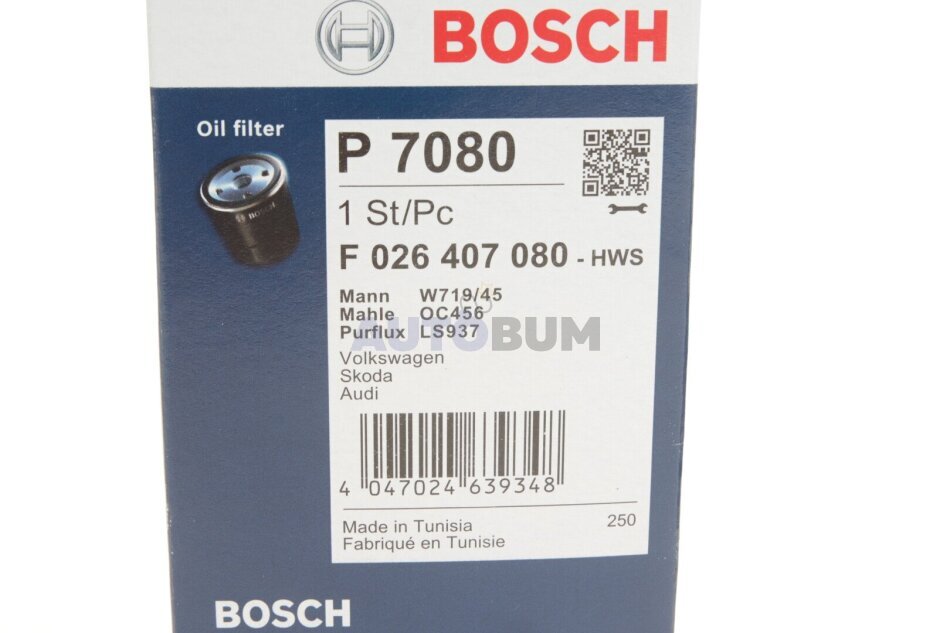 BOSCH
Oil filter
BOSCH
P 7080
1 St/Pc
F 026 407 080 - HWS
Mann W719/45
Mahle OC456
Purflux LS937
AUTOBUM
Volkswagen
Skoda
Audi
4 047024 639348
Made in Tunisia 250
Fabriqué en Tunisie
BOSCH